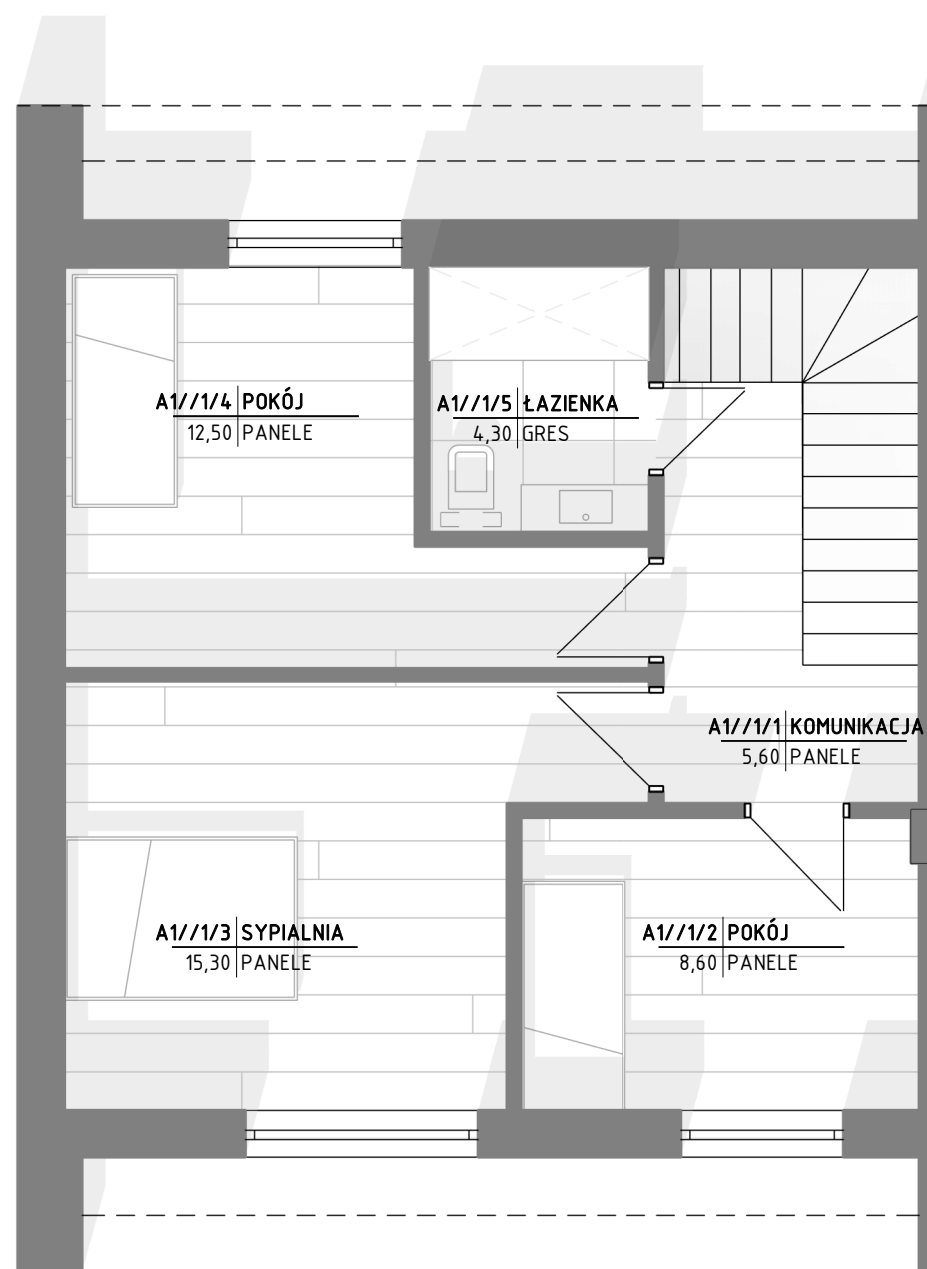 A1//1/4 POKÓJ
12,50 PANELE
A1//1/5 ŁAZIENKA
4,30 GRES
A1//1/1 KOMUNIKACJA
5,60 PANELE
A1//1/3 SYPIALNIA
15,30 PANELE
A1//1/2 POKÓJ
8,60 PANELE